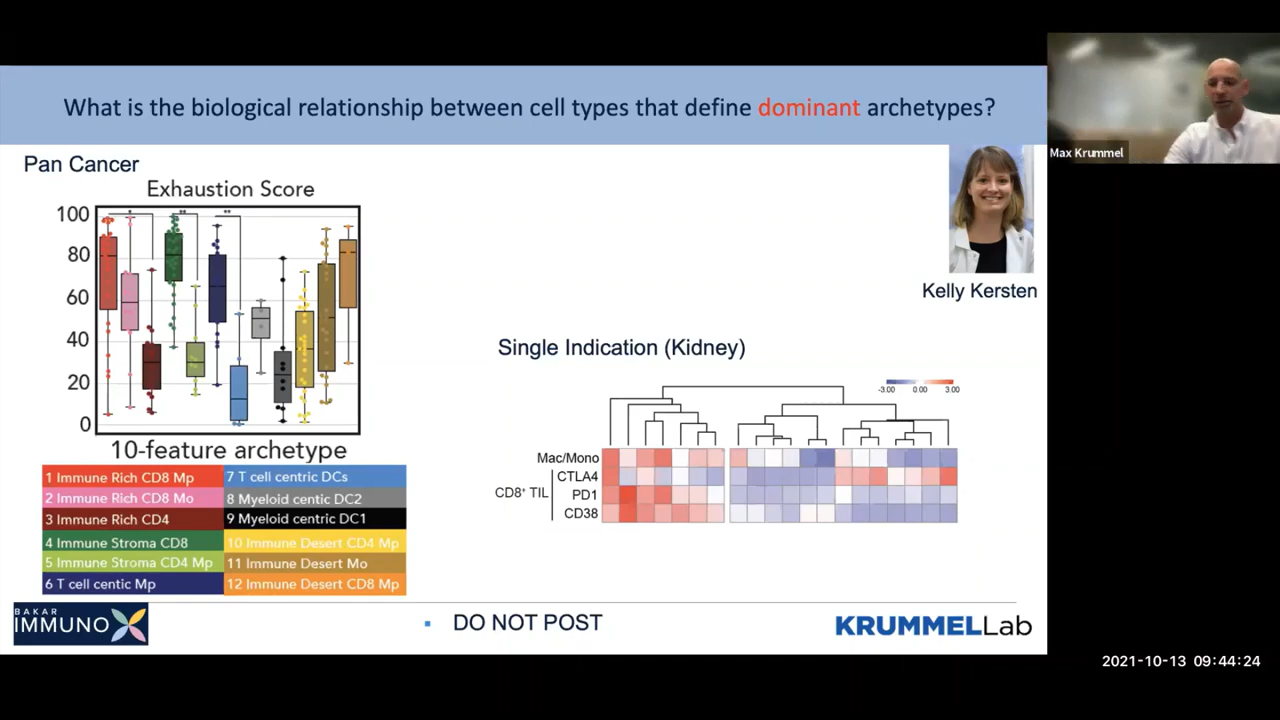 What is the biological relationship between cell types that define dominant archetypes?
Max Krummel
Pan Cancer
Exhaustion Score
100
80
60
40
20
0
*
**
**
10-feature archetype
1 Immune Rich CD8 Mp
2 Immune Rich CD8 Mo
3 Immune Rich CD4
4 Immune Stroma CD8
5 Immune Stroma CD4 Mp
6 T cell centic Mp
7 T cell centric DCs
8 Myeloid centic DC2
9 Myeloid centric DC1
10 Immune Desert CD4 Mp
11 Immune Desert Mo
12 Immune Desert CD8 Mp
Kelly Kersten
Single Indication (Kidney)
-3.00 0.00 3.00
Mac/Mono
CTLA4
CD8+ TIL
PD1
CD38
BAKAR
IMMUNO
▪ DO NOT POST
KRUMMELLab
2021-10-13 09:44:24